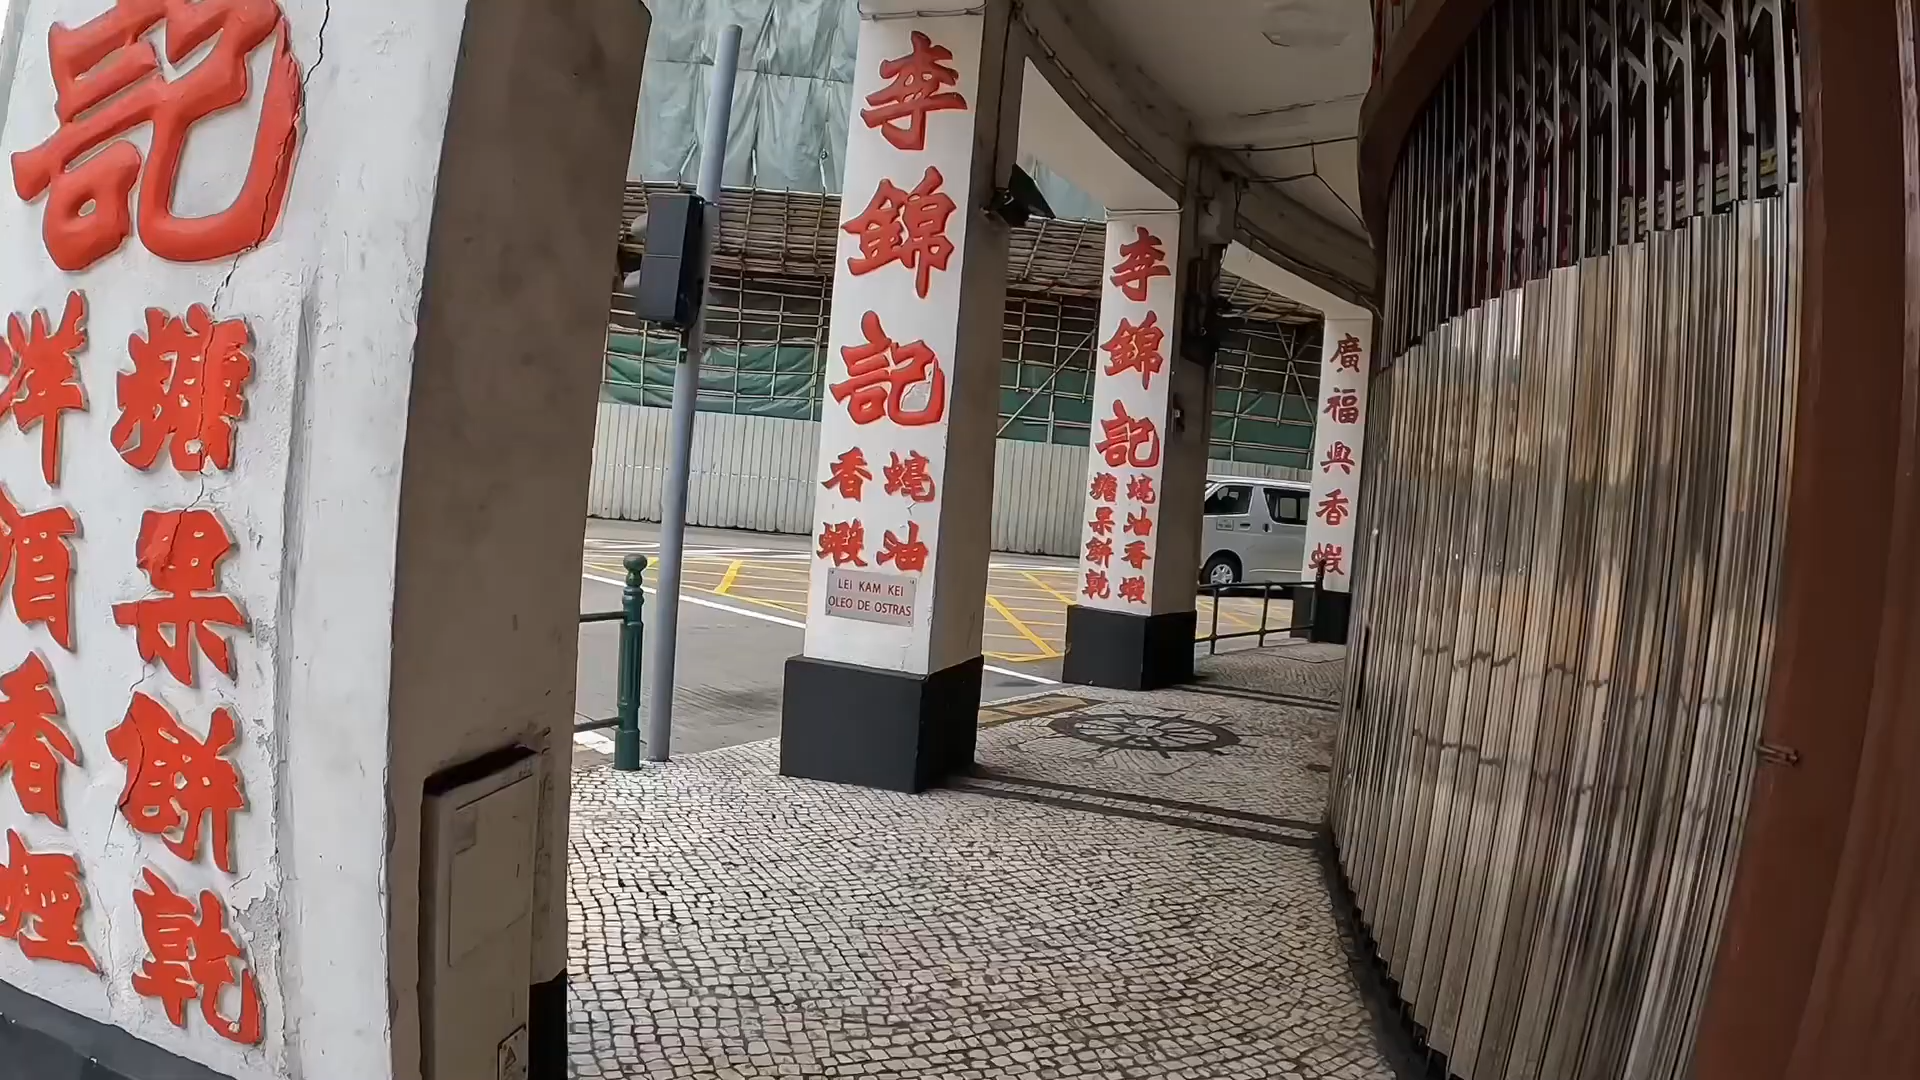 記
糖果餅乾
洋酒香煙
李錦記
蠔油
香蝦
LEI KAM KEI
OLEO DE OSTRAS
李錦記
蠔油香蝦
糖果餅乾
廣福興香蝦